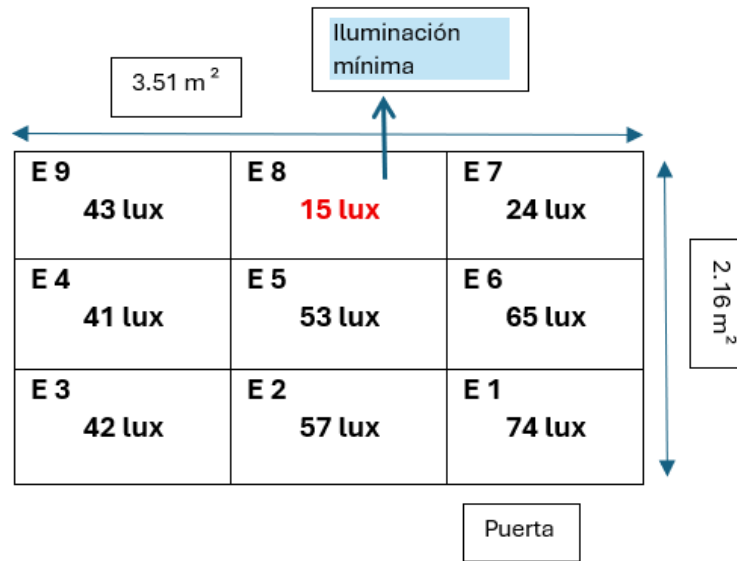 Iluminación
mínima
3.51 m ²
E 9
43 lux
E 8
15 lux
E 7
24 lux
E 4
41 lux
E 5
53 lux
E 6
65 lux
2.16 m²
E 3
42 lux
E 2
57 lux
E 1
74 lux
Puerta